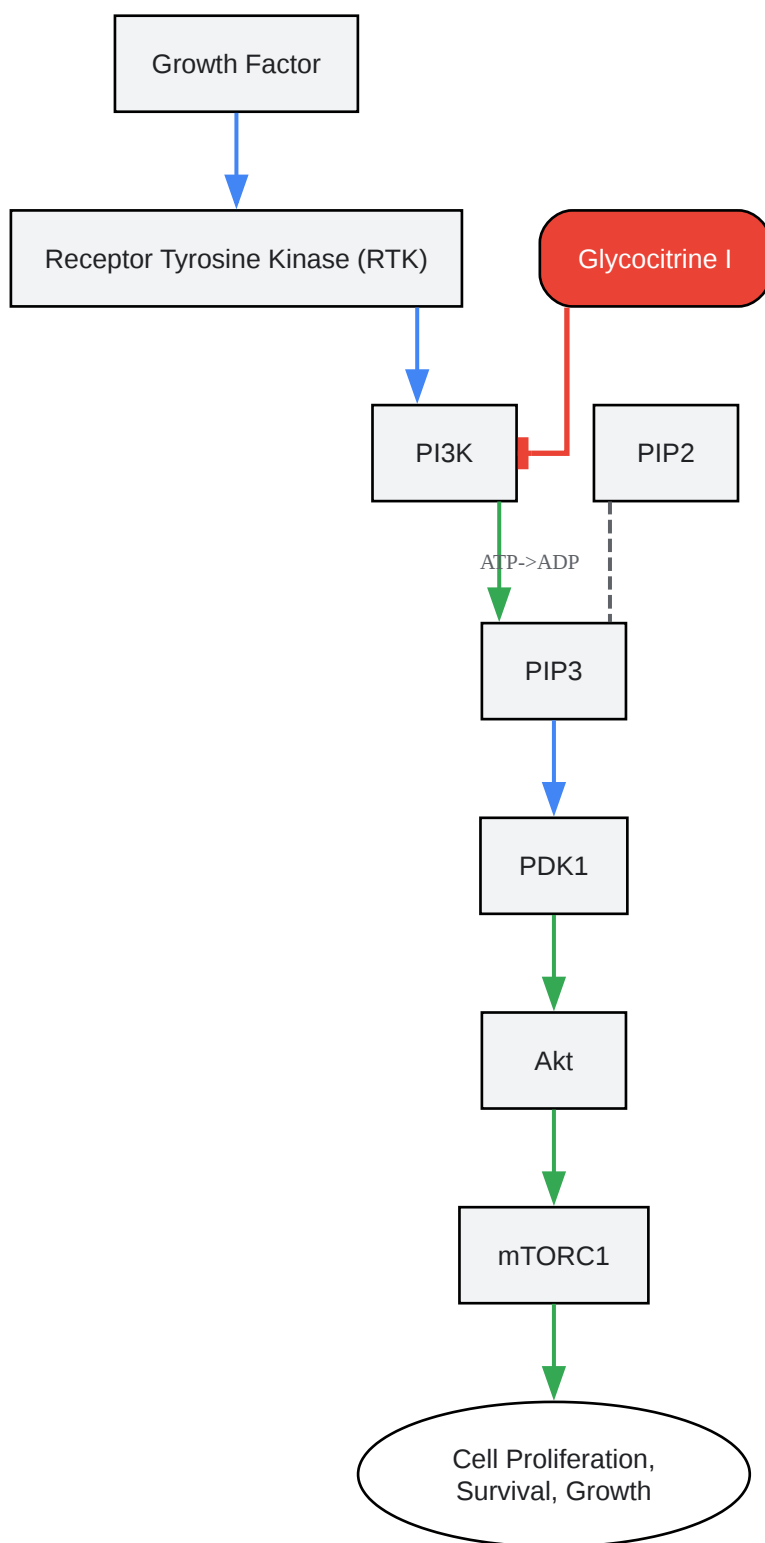 Growth Factor
Receptor Tyrosine Kinase (RTK)
Glycocitrine I
PI3K
PIP2
ATP->ADP
PIP3
PDK1
Akt
mTORC1
Cell Proliferation,
Survival, Growth